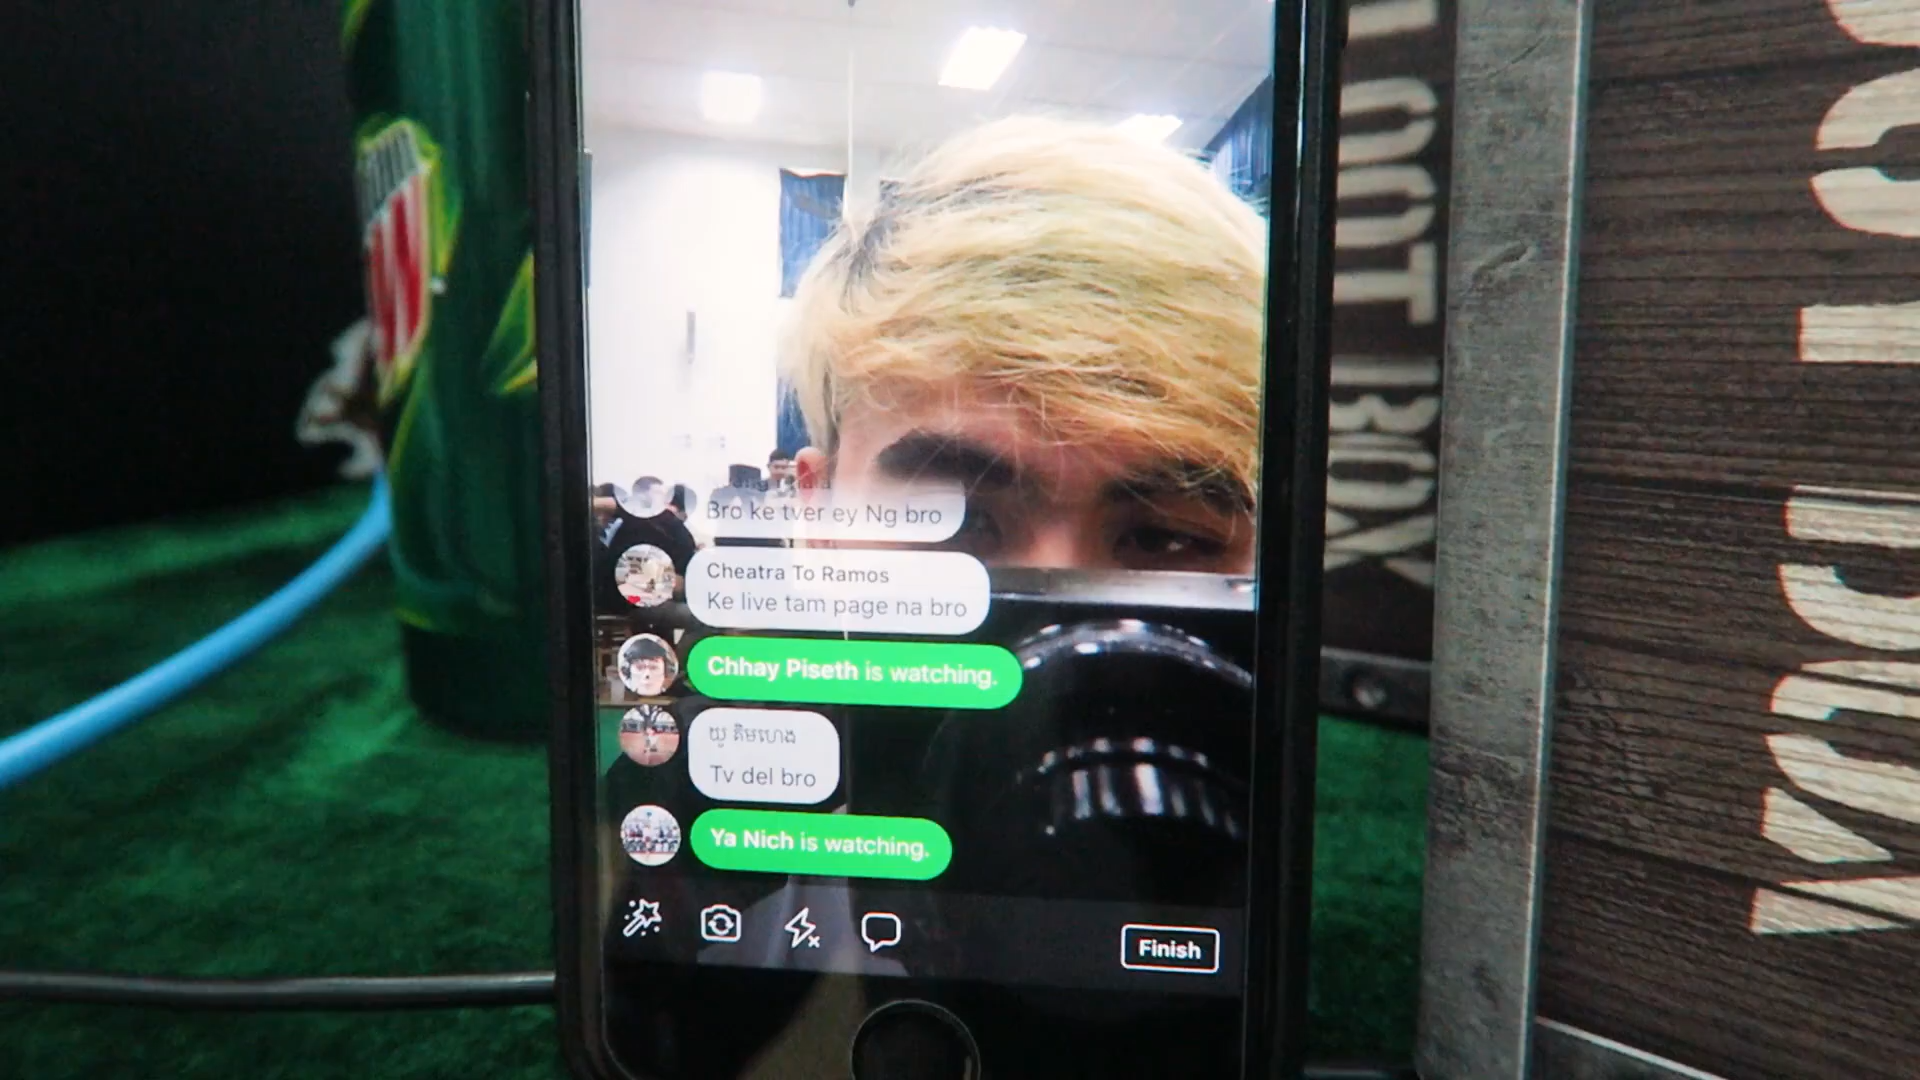 Bro ke tver ey Ng bro
Cheatra To Ramos
Ke live tam page na bro
Chhay Piseth is watching.
យូ គឹមហេង
Tv del bro
Ya Nich is watching.
Finish
LOOT BOX